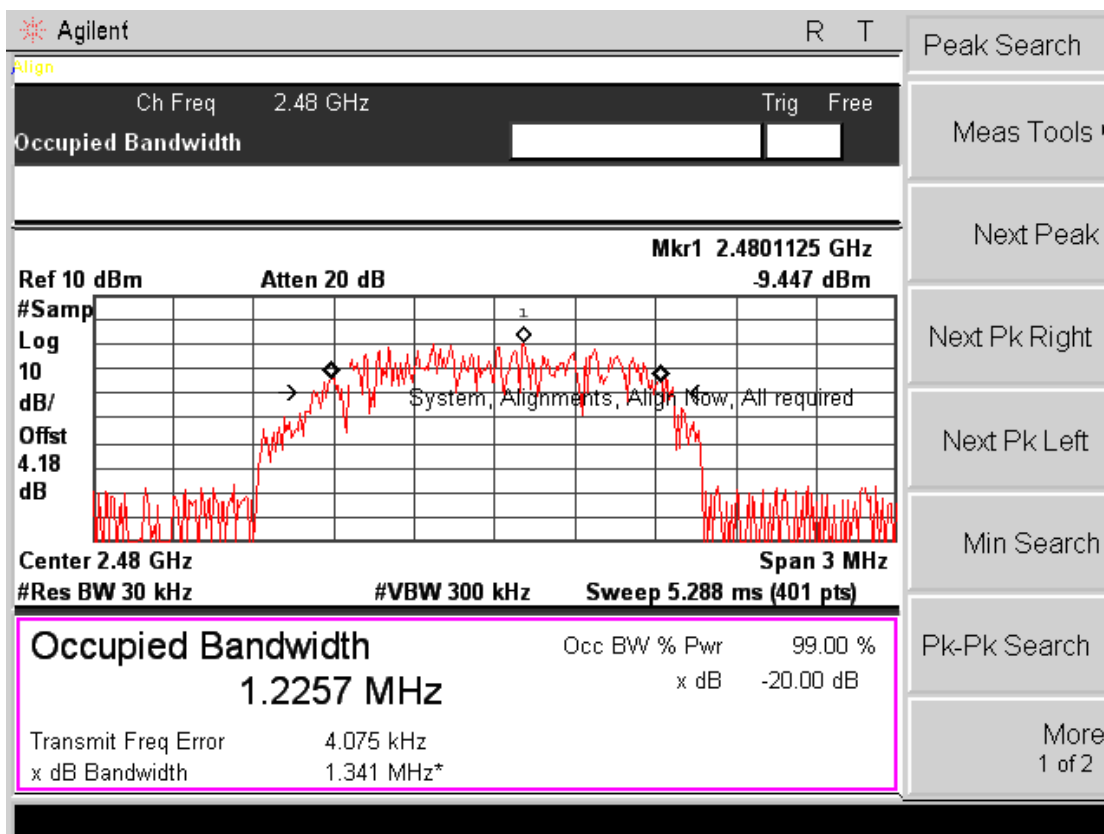 Agilent R T
Align
Ch Freq 2.48 GHz Trig Free
Occupied Bandwidth
Mkr1 2.4801125 GHz
Ref 10 dBm Atten 20 dB -9.447 dBm
#Samp
Log
10
dB/
Offst
4.18
dB
1
System, Alignments, Align Now, All required
Center 2.48 GHz Span 3 MHz
#Res BW 30 kHz #VBW 300 kHz Sweep 5.288 ms (401 pts)
Occupied Bandwidth
1.2257 MHz
Occ BW % Pwr 99.00 %
x dB -20.00 dB
Transmit Freq Error 4.075 kHz
x dB Bandwidth 1.341 MHz*
Peak Search
Meas Tools
Next Peak
Next Pk Right
Next Pk Left
Min Search
Pk-Pk Search
More
1 of 2